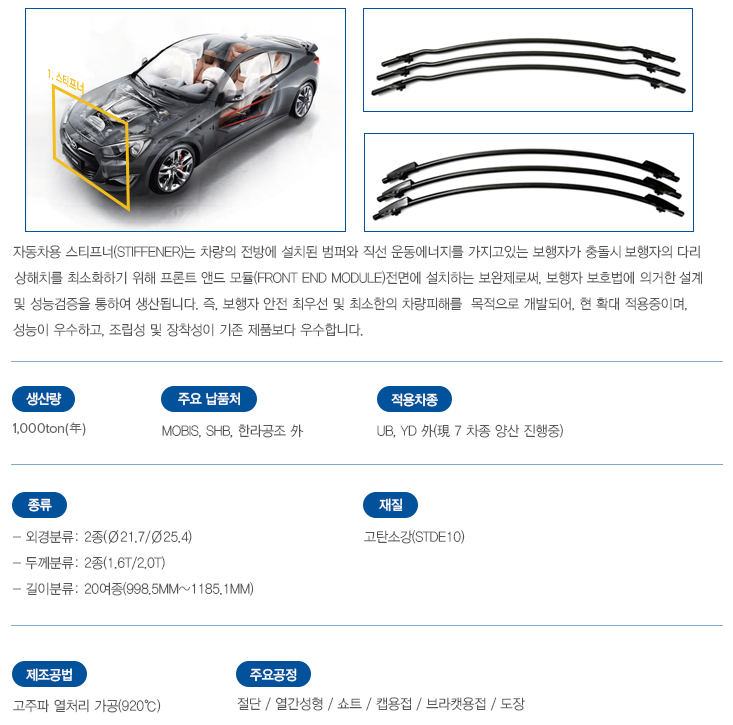 1. 스티프너
자동차용 스티프너(STIFFENER)는 차량의 전방에 설치된 범퍼와 직선 운동에너지를 가지고있는 보행자가 충돌시 보행자의 다리
상해치를 최소화하기 위해 프론트 앤드 모듈(FRONT END MODULE)전면에 설치하는 보완제로써, 보행자 보호법에 의거한 설계
및 성능검증을 통하여 생산됩니다. 즉, 보행자 안전 최우선 및 최소한의 차량피해를 목적으로 개발되어, 현 확대 적용중이며,
성능이 우수하고, 조립성 및 장착성이 기존 제품보다 우수합니다.
생산량
1,000ton(年)
주요 납품처
MOBIS, SHB, 한라공조 外
적용차종
UB, YD 外(現 7 차종 양산 진행중)
종류
- 외경분류: 2종(Ø21.7/Ø25.4)
- 두께분류: 2종(1.6T/2.0T)
- 길이분류: 20여종(998.5MM~1185.1MM)
재질
고탄소강(STDE10)
제조공법
고주파 열처리 가공(920℃)
주요공정
절단 / 열간성형 / 쇼트 / 캡용접 / 브라캣용접 / 도장